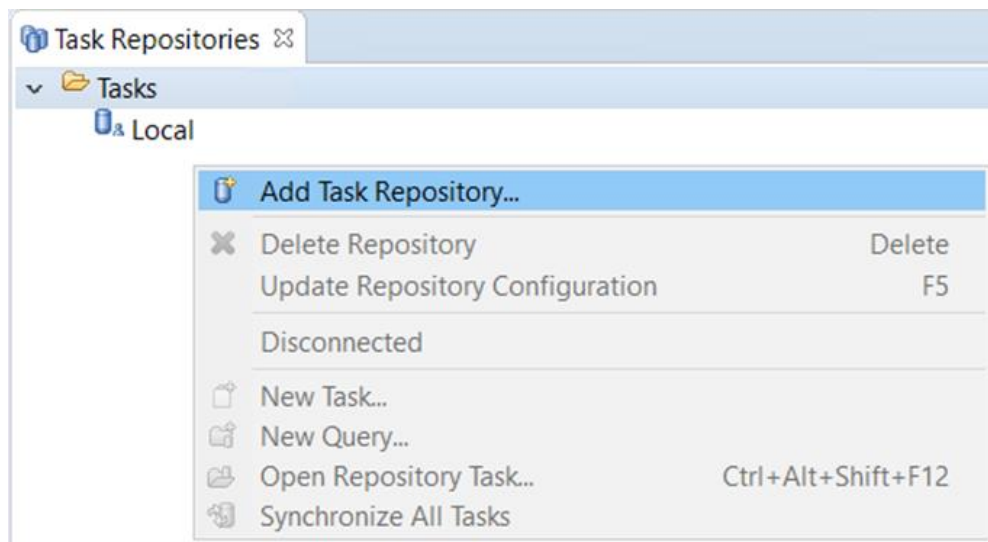 Task Repositories
Tasks
Local
Add Task Repository...
Delete Repository Delete
Update Repository Configuration F5
Disconnected
New Task...
New Query...
Open Repository Task... Ctrl+Alt+Shift+F12
Synchronize All Tasks